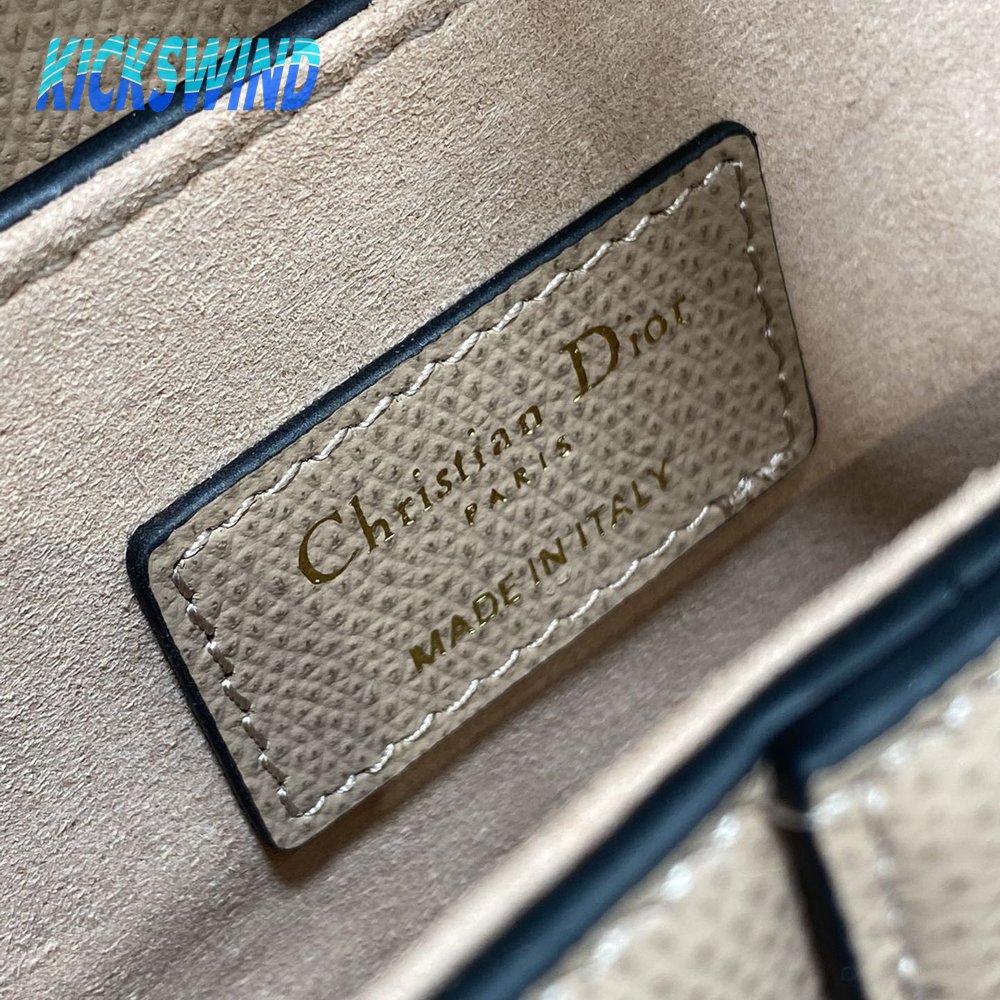 KICKSWIND
Christian Dior
PARIS
MADE IN ITALY